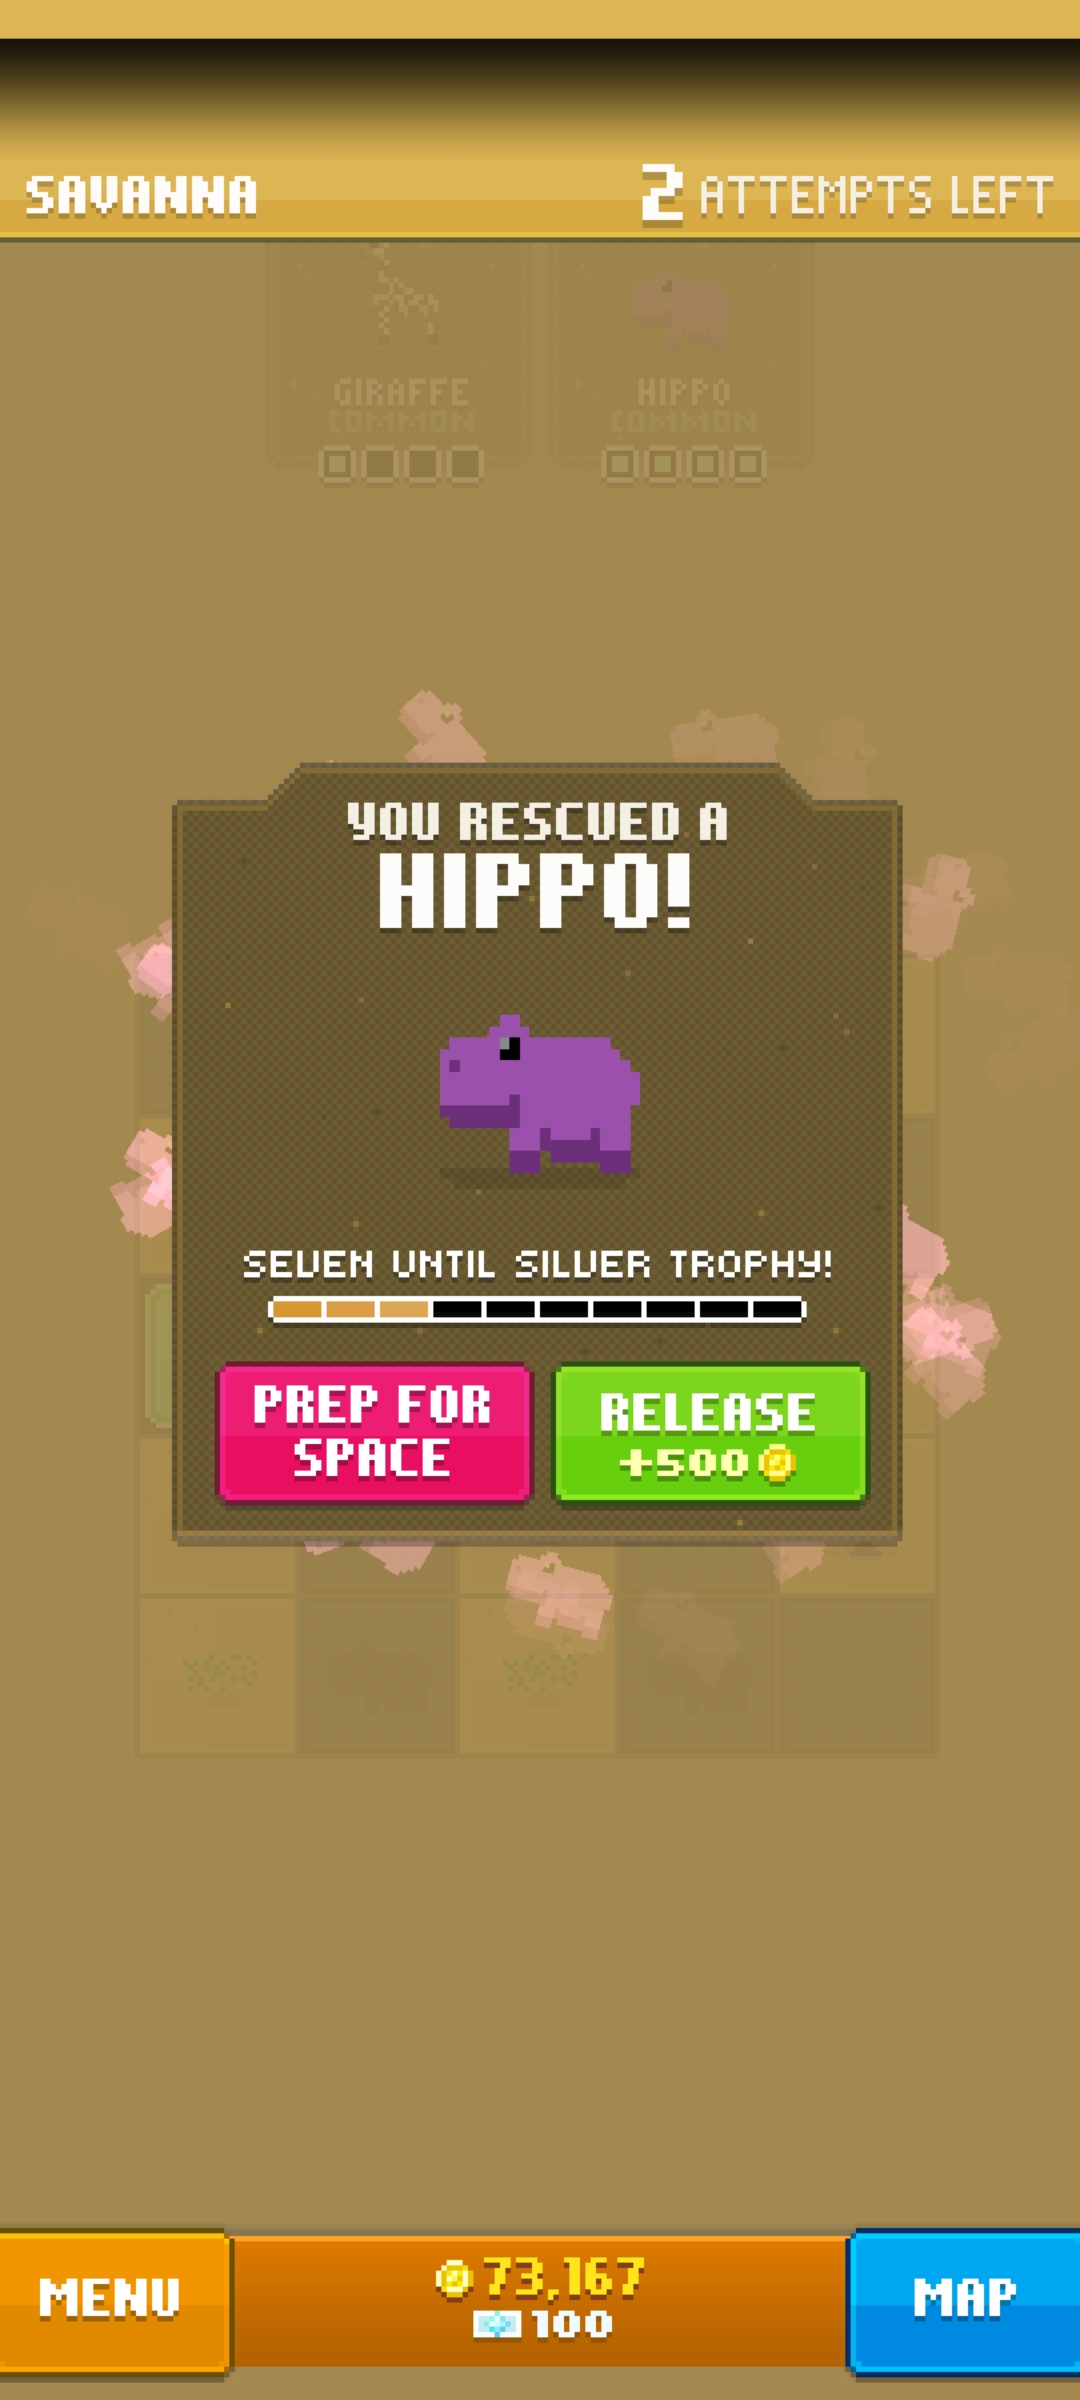 SAVANNA
2 ATTEMPTS LEFT
GIRAFFE
COMMON
HIPPO
COMMON
YOU RESCUED A
HIPPO!
SEVEN UNTIL SILVER TROPHY!
PREP FOR
SPACE
RELEASE
+500
MENU
73,167
100
MAP